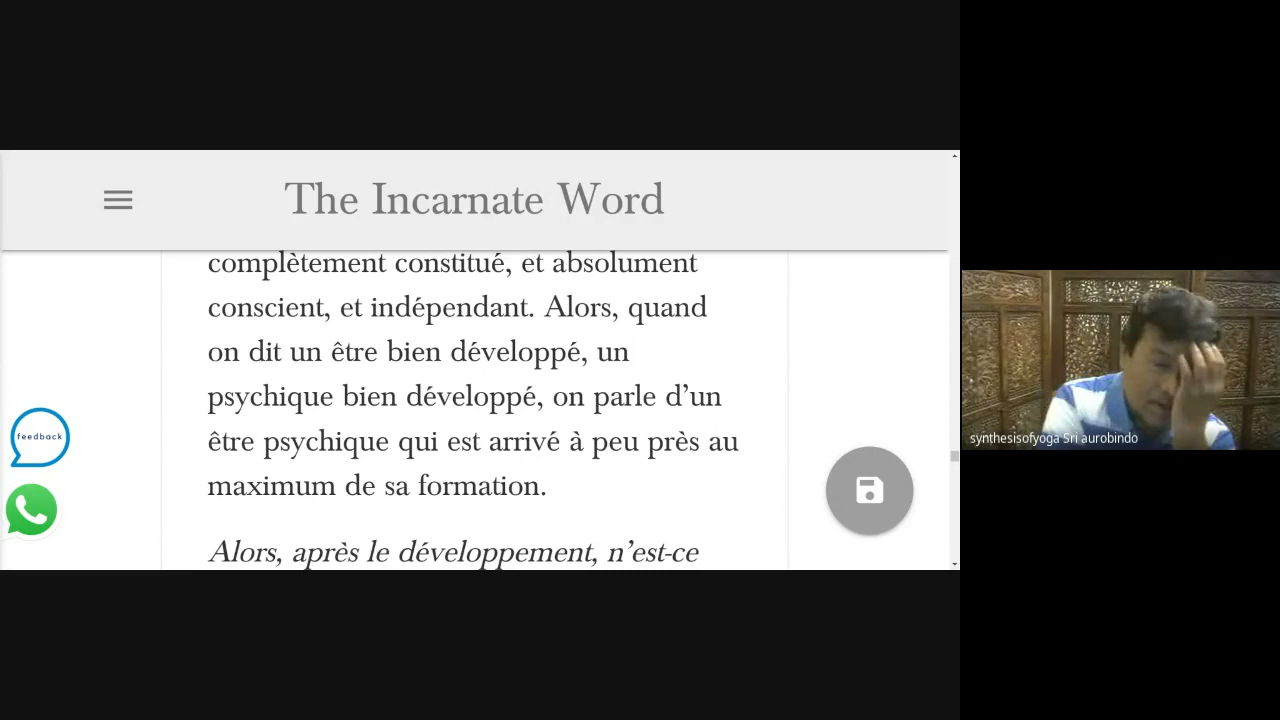 The Incarnate Word
complètement constitué, et absolument
conscient, et indépendant. Alors, quand
on dit un être bien développé, un
psychique bien développé, on parle d’un
être psychique qui est arrivé à peu près au
maximum de sa formation.
Alors, après le développement, n’est-ce
feedback
synthesisofyoga Sri aurobindo